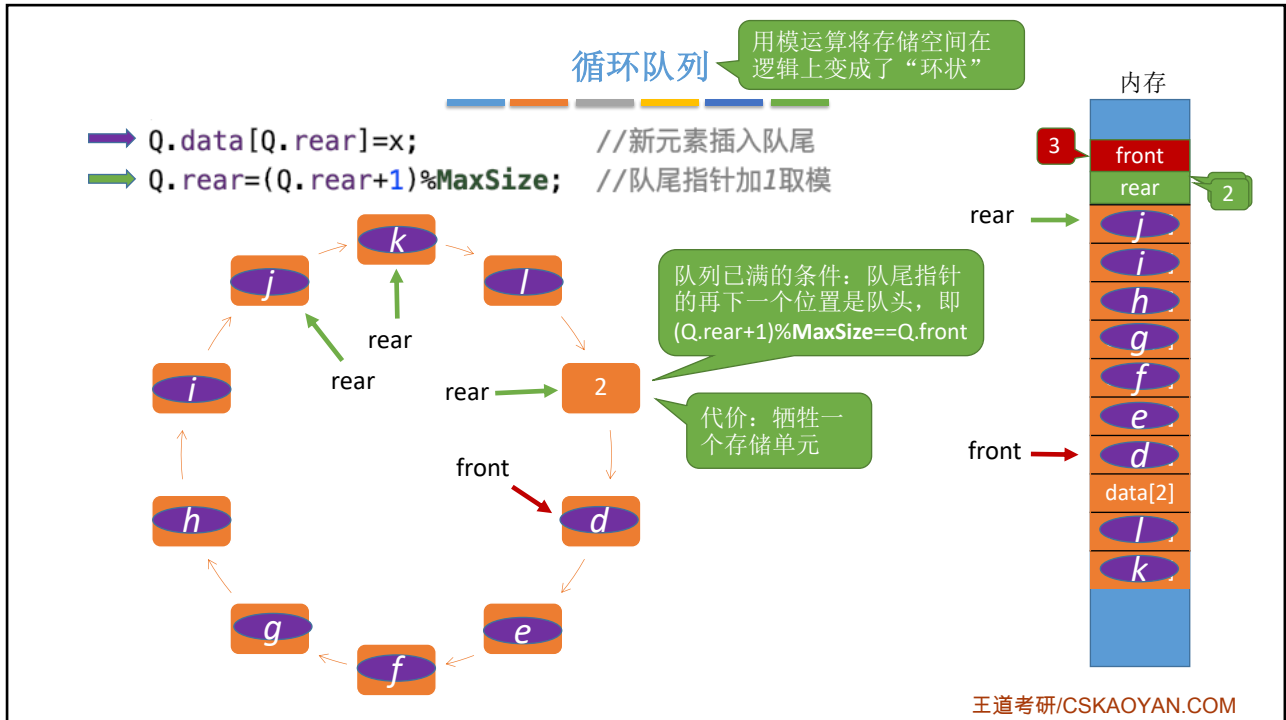 循环队列
用模运算将存储空间在
逻辑上变成了“环状”
Q.data[Q.rear]=x; //新元素插入队尾
Q.rear=(Q.rear+1)%MaxSize; //队尾指针加1取模
k
j
l
rear
rear
i
rear
2
队列已满的条件：队尾指针
的再下一个位置是队头，即
(Q.rear+1)%MaxSize==Q.front
代价：牺牲一
个存储单元
front
h
d
g
e
f
内存
3
front
rear
2
rear
j
i
h
g
f
e
front
d
data[2]
l
k
王道考研/CSKAOYAN.COM